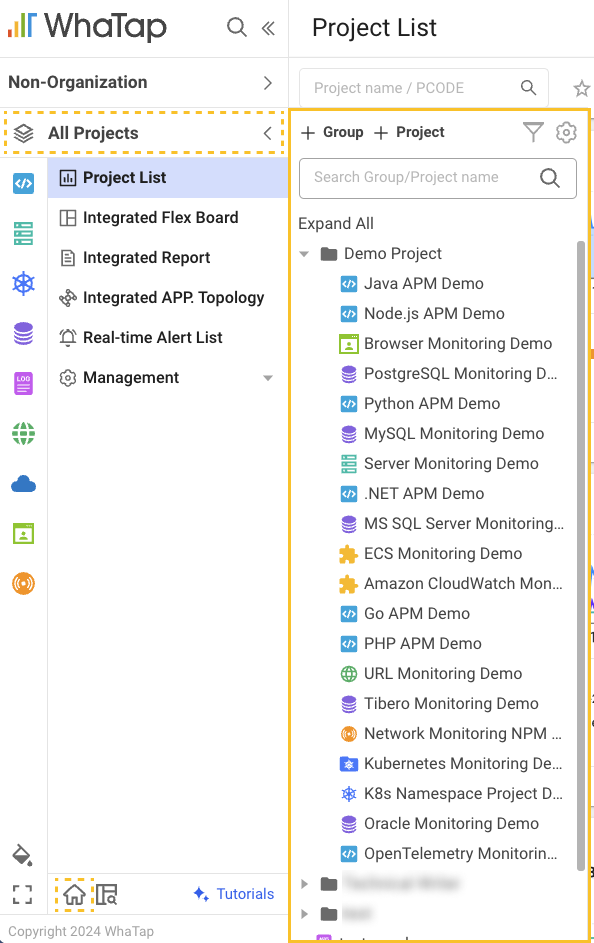 WhaTap
Non-Organization
All Projects
Project List
Integrated Flex Board
Integrated Report
Integrated APP. Topology
Real-time Alert List
Management
LOG
Tutorials
Copyright 2024 WhaTap
Project List
Project name / PCODE
+ Group + Project
Search Group/Project name
Expand All
Demo Project
Java APM Demo
Node.js APM Demo
Browser Monitoring Demo
PostgreSQL Monitoring D...
Python APM Demo
MySQL Monitoring Demo
Server Monitoring Demo
.NET APM Demo
MS SQL Server Monitoring...
ECS Monitoring Demo
Amazon CloudWatch Mon...
Go APM Demo
PHP APM Demo
URL Monitoring Demo
Tibero Monitoring Demo
Network Monitoring NPM ...
Kubernetes Monitoring De...
K8s Namespace Project D...
Oracle Monitoring Demo
OpenTelemetry Monitorin...